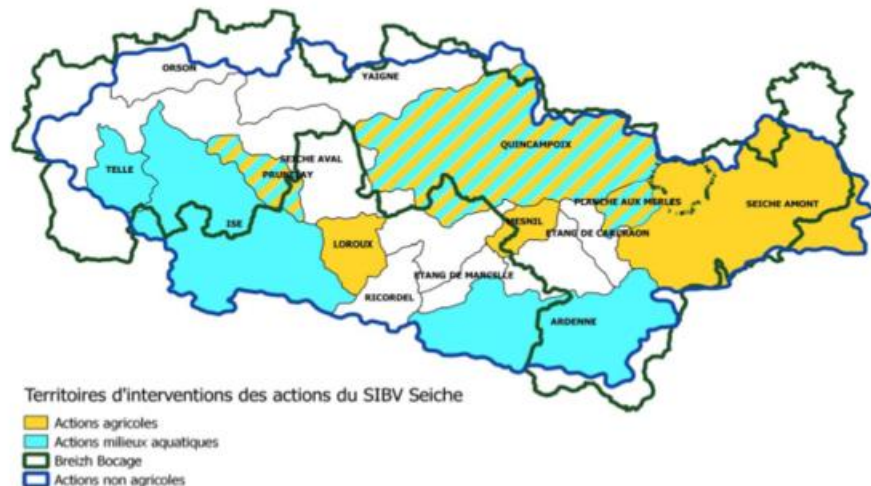 ORSON
YAIGNE
QUINCAMPOIX
SEICHE AVAL
TELLE
PRUNELAY
PLANCHE AUX MERLES
SEICHE AMONT
MESNIL
ISE
ETANG DE CARCRAON
LOROUX
ETANG DE MARCILLE
RICORDEL
ARDENNE
Territoires d'interventions des actions du SIBV Seiche
Actions agricoles
Actions milieux aquatiques
Breizh Bocage
Actions non agricoles